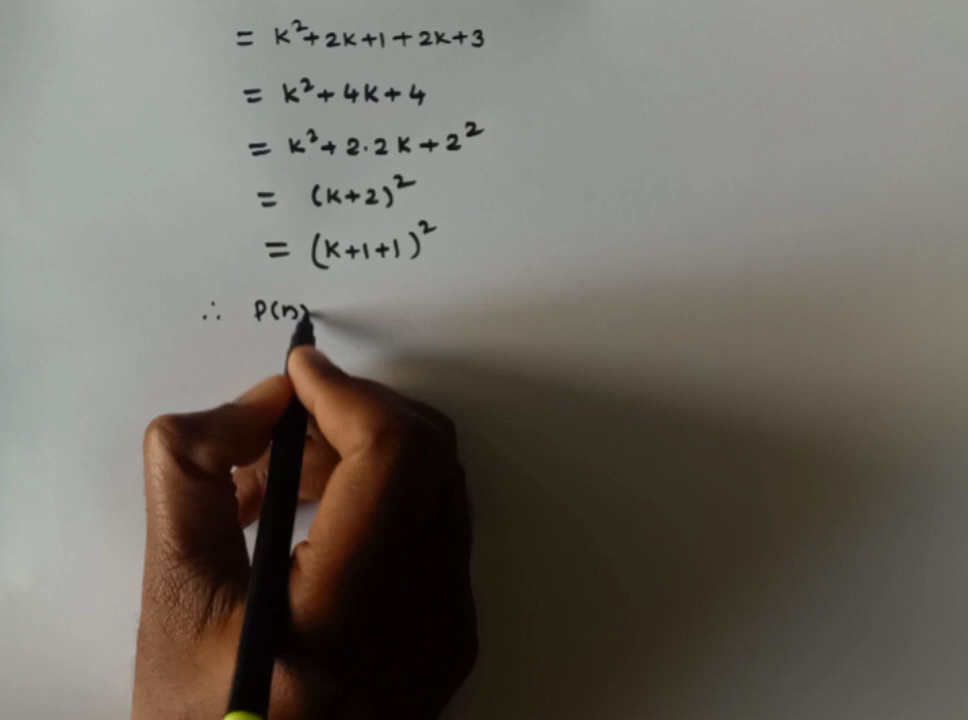 = k²+2k+1+2k+3
= k²+4k+4
= k²+2·2k+2²
= (k+2)²
= (k+1+1)²
∴ P(n)